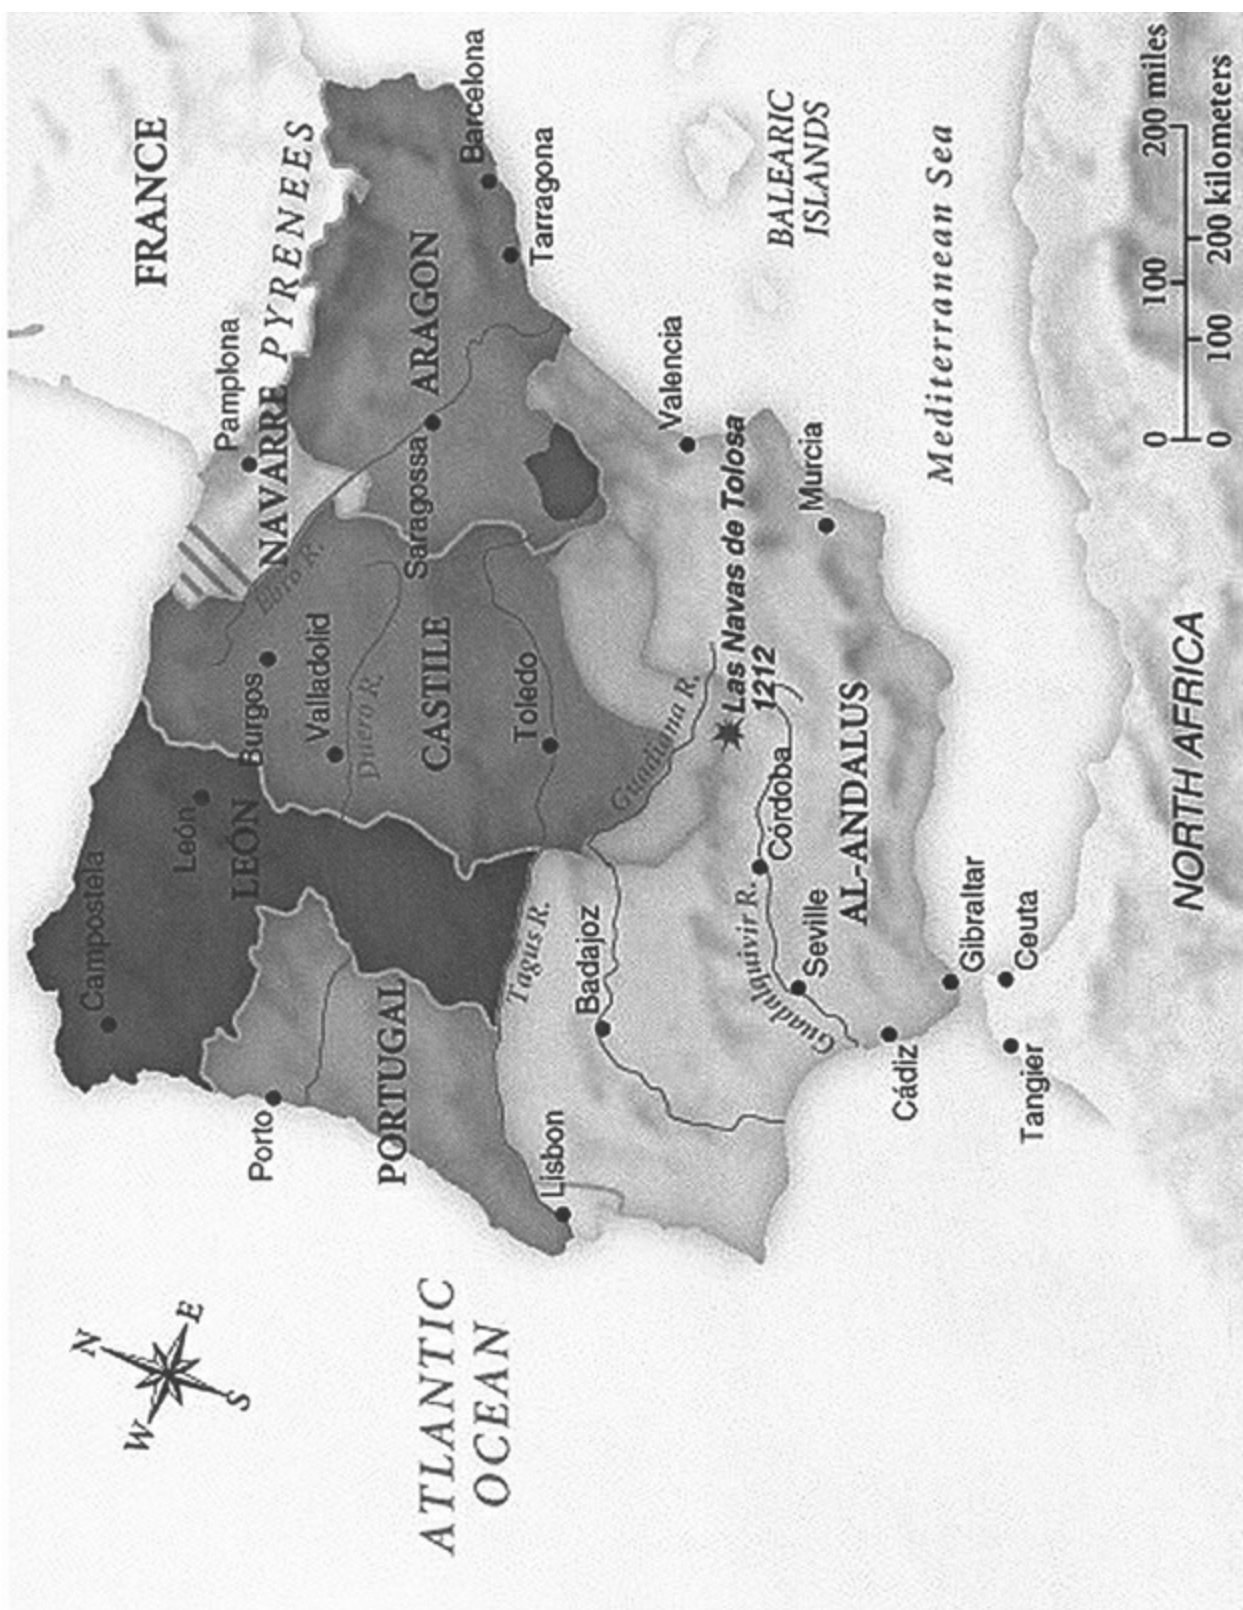 N
W
E
S
FRANCE
PYRENEES
Pamplona
NAVARRE
Campostela
León
LEÓN
Burgos
Ebro R.
Valladolid
Duero R.
Porto
PORTUGAL
CASTILE
Saragossa
ARAGON
Barcelona
Tarragona
ATLANTIC
OCEAN
Lisbon
Tagus R.
Toledo
Badajoz
Guadiana R.
Valencia
Las Navas de Tolosa
1212
BALEARIC
ISLANDS
Guadalquivir R.
Córdoba
Murcia
Seville
AL-ANDALUS
Cádiz
Gibraltar
Mediterranean Sea
Tangier
Ceuta
NORTH AFRICA
0 100 200 miles
0 100 200 kilometers